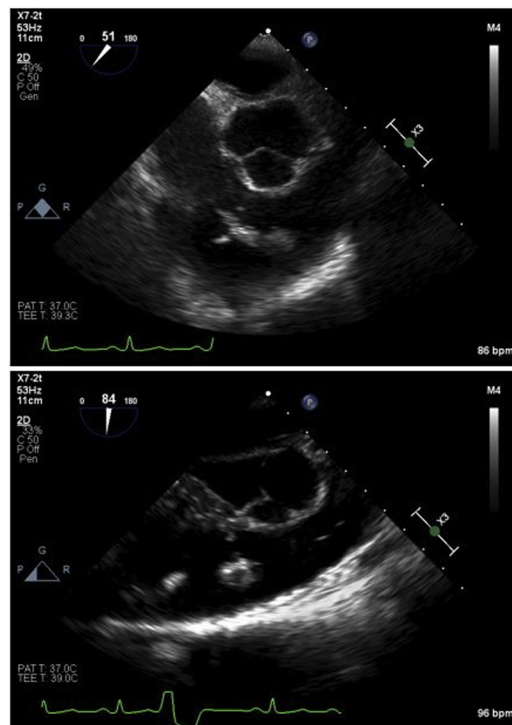 X7-2t
53Hz
11cm
51
0 180
P
M4
2D
49%
C 50
P Off
Gen
X3
G
P R
PAT T: 37.0C
TEE T: 39.3C
86 bpm
X7-2t
53Hz
11cm
84
0 180
P
M4
2D
33%
C 50
P Off
Pen
X3
G
P R
PAT T: 37.0C
TEE T: 39.0C
96 bpm